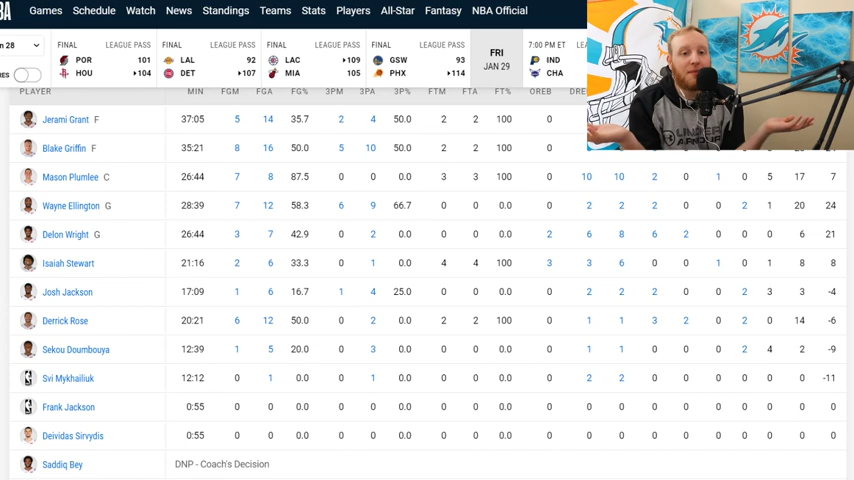 BA Games Schedule Watch News Standings Teams Stats Players All-Star Fantasy NBA Official
n 28 FINAL LEAGUE PASS FINAL LEAGUE PASS FINAL LEAGUE PASS FINAL LEAGUE PASS FRI 7:00 PM ET LE
POR 101 LAL 92 LAC 109 GSW 93 JAN 29 IND
RES HOU 104 DET 107 MIA 105 PHX 114 CHA
PLAYER MIN FGM FGA FG% 3PM 3PA 3P% FTM FTA FT% OREB DRE
Jerami Grant F 37:05 5 14 35.7 2 4 50.0 2 2 100 0
Blake Griffin F 35:21 8 16 50.0 5 10 50.0 2 2 100 0
Mason Plumlee C 26:44 7 8 87.5 0 0 0.0 3 3 100 0 10 10 2 0 1 0 5 17 7
Wayne Ellington G 28:39 7 12 58.3 6 9 66.7 0 0 0.0 0 2 2 2 0 0 2 1 20 24
Delon Wright G 26:44 3 7 42.9 0 2 0.0 0 0 0.0 2 6 8 6 2 0 0 0 6 21
Isaiah Stewart 21:16 2 6 33.3 0 1 0.0 4 4 100 3 3 6 0 0 1 0 1 8 8
Josh Jackson 17:09 1 6 16.7 1 4 25.0 0 0 0.0 0 2 2 2 0 0 2 3 3 -4
Derrick Rose 20:21 6 12 50.0 0 2 0.0 2 2 100 0 1 1 3 2 0 2 0 14 -6
Sekou Doumbouya 12:39 1 5 20.0 0 3 0.0 0 0 0.0 0 1 1 0 0 0 2 4 2 -9
Svi Mykhailiuk 12:12 0 1 0.0 0 1 0.0 0 0 0.0 0 2 2 0 0 0 0 0 0 -11
Frank Jackson 0:55 0 0 0.0 0 0 0.0 0 0 0.0 0 0 0 0 0 0 0 0 0 0
Deividas Sirvydis 0:55 0 0 0.0 0 0 0.0 0 0 0.0 0 0 0 0 0 0 0 0 0 0
Saddiq Bey DNP - Coach's Decision
UNDER ARMOUR